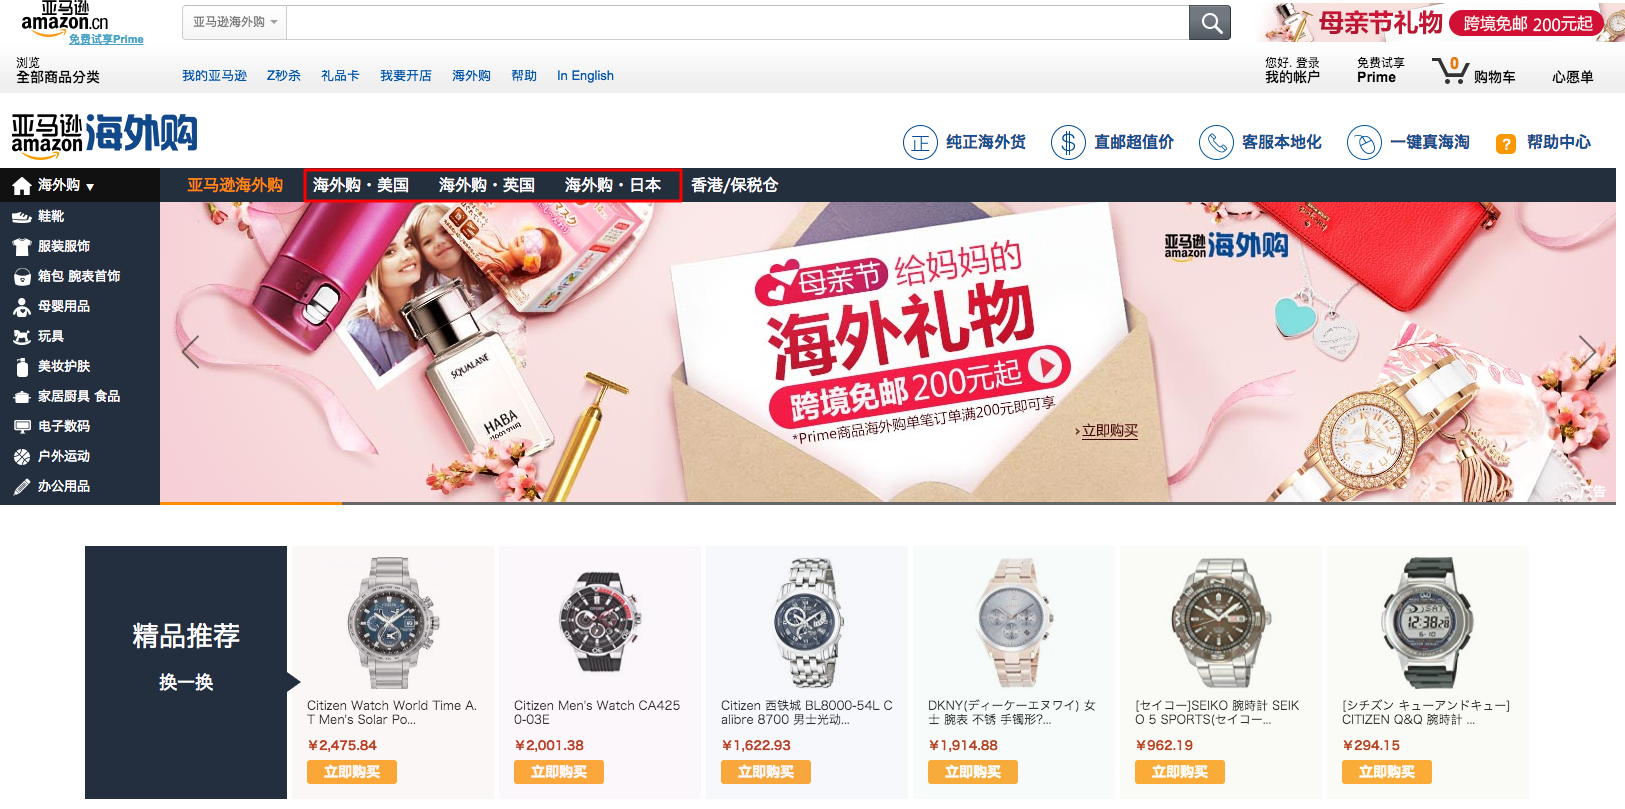 亚马逊
amazon.cn
免费试享Prime
亚马逊海外购
母亲节礼物 跨境免邮 200元起
浏览
全部商品分类
我的亚马逊 Z秒杀 礼品卡 我要开店 海外购 帮助 In English
您好. 登录
我的帐户
免费试享
Prime
0
购物车
心愿单
亚马逊
amazon
海外购
正 纯正海外货 $ 直邮超值价 客服本地化 一键真海淘 ? 帮助中心
海外购
亚马逊海外购 海外购·美国 海外购·英国 海外购·日本 香港/保税仓
鞋靴
服装服饰
箱包 腕表首饰
母婴用品
玩具
美妆护肤
家居厨具 食品
电子数码
户外运动
办公用品
マスク
SQUALANE
HABA
母亲节 给妈妈的
海外礼物
跨境免邮 200元起
*Prime商品海外购单笔订单满200元即可享
›立即购买
亚马逊
amazon
海外购
广告
精品推荐
换一换
Citizen Watch World Time A.
T Men's Solar Po...
¥2,475.84
立即购买
Citizen Men's Watch CA425
0-03E
¥2,001.38
立即购买
Citizen 西铁城 BL8000-54L C
alibre 8700 男士光动...
¥1,622.93
立即购买
DKNY(ディーケーエヌワイ) 女
士 腕表 不锈 手镯形?...
¥1,914.88
立即购买
[セイコー]SEIKO 腕時計 SEIK
O 5 SPORTS(セイコー...
¥962.19
立即购买
[シチズン キューアンドキュー]
CITIZEN Q&Q 腕時計 ...
¥294.15
立即购买